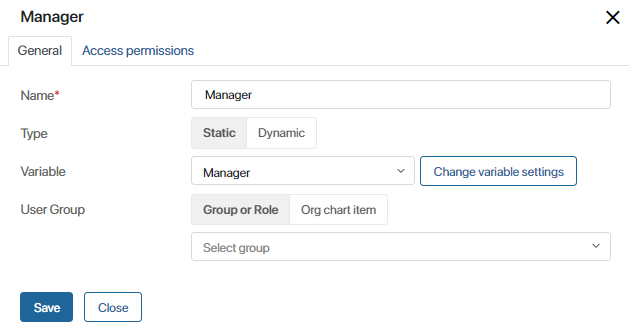 Manager
General Access permissions
Name* Manager
Type Static Dynamic
Variable Manager Change variable settings
User Group Group or Role Org chart item
Select group
Save Close